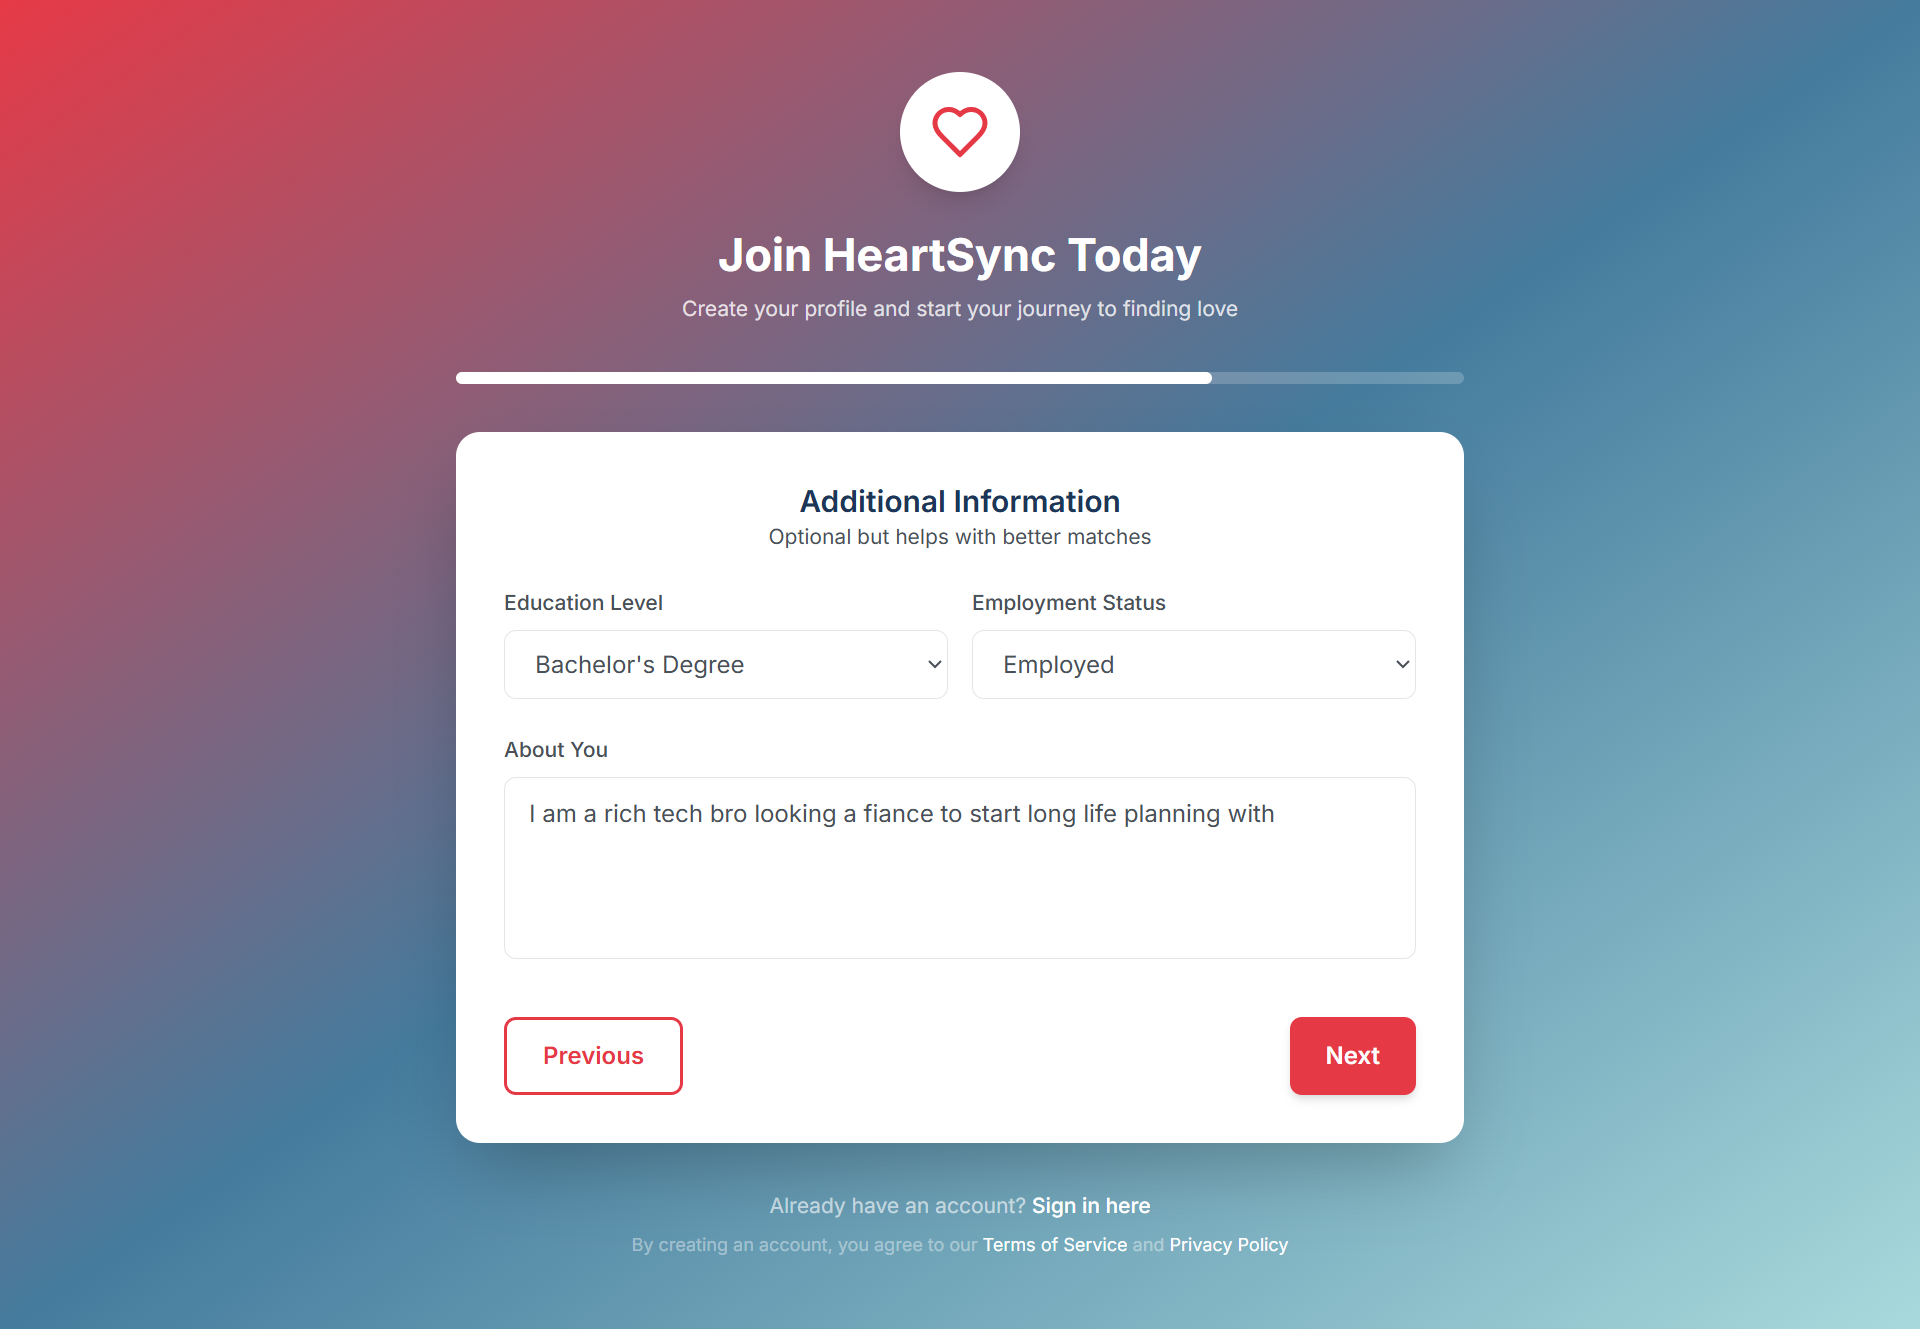 Join HeartSync Today
Create your profile and start your journey to finding love
Additional Information
Optional but helps with better matches
Education Level
Employment Status
Bachelor's Degree
Employed
About You
I am a rich tech bro looking a fiance to start long life planning with
Previous
Next
Already have an account? Sign in here
By creating an account, you agree to our Terms of Service and Privacy Policy